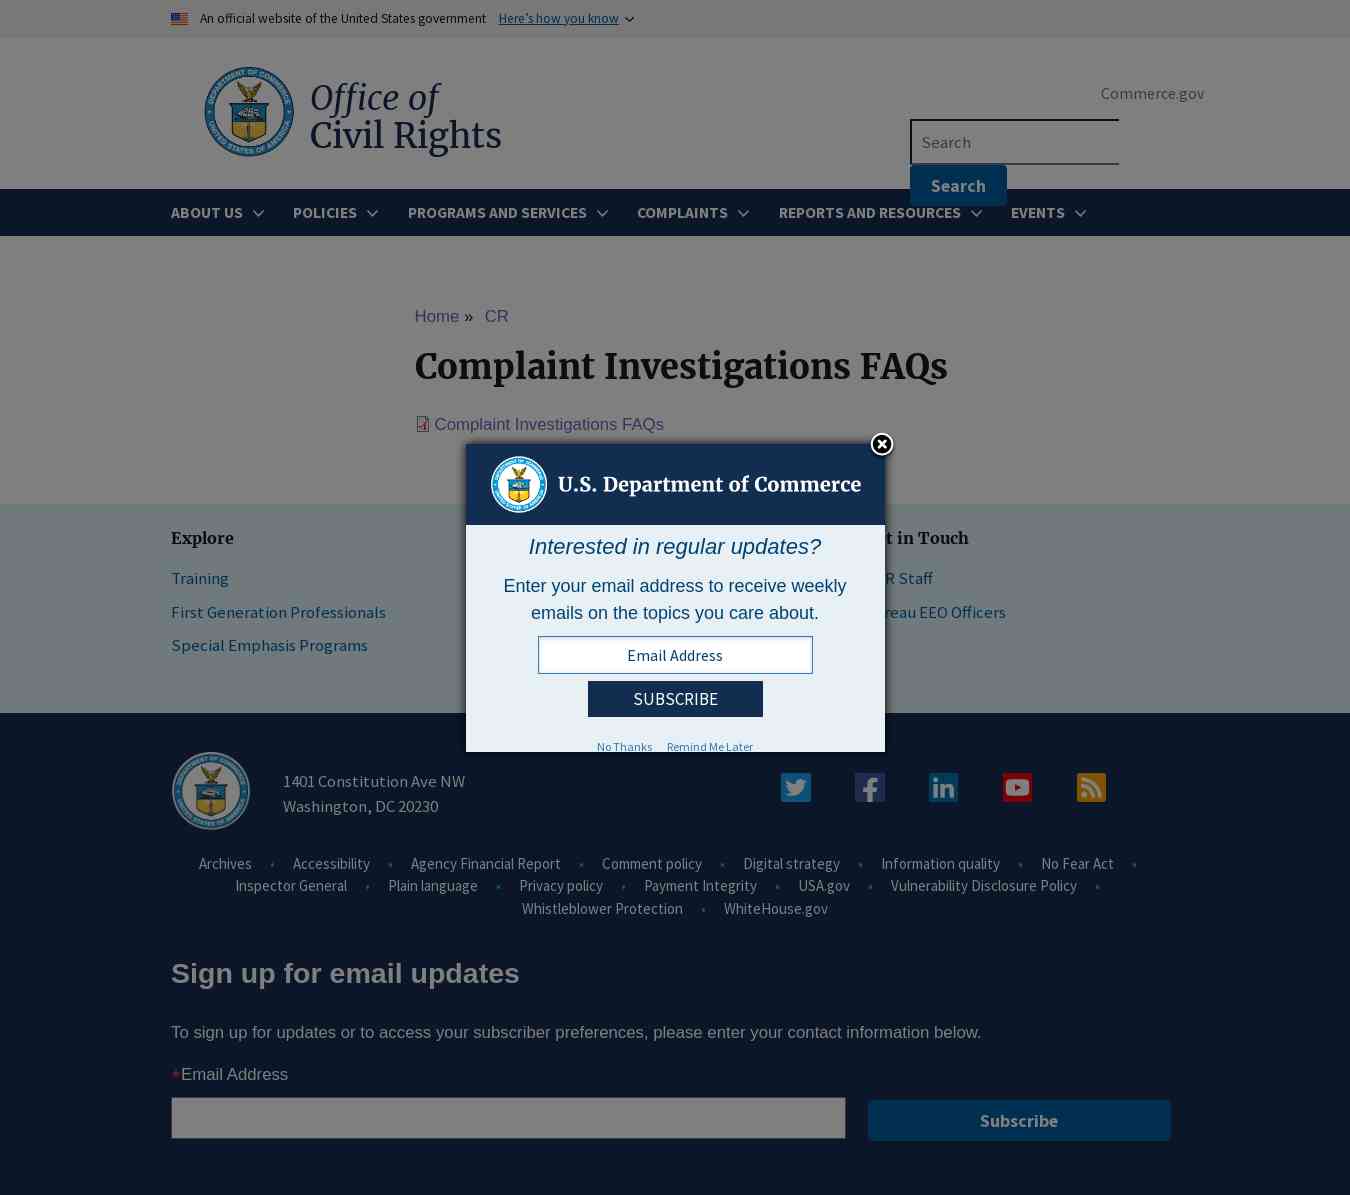 An official website of the United States government Here's how you know
Office of
Civil Rights
Commerce.gov
Search
Search
ABOUT US POLICIES PROGRAMS AND SERVICES COMPLAINTS REPORTS AND RESOURCES EVENTS
Home » CR
Complaint Investigations FAQs
Complaint Investigations FAQs
U.S. Department of Commerce
Interested in regular updates?
Enter your email address to receive weekly
emails on the topics you care about.
Email Address
SUBSCRIBE
No Thanks Remind Me Later
Explore
Training
First Generation Professionals
Special Emphasis Programs
t in Touch
R Staff
reau EEO Officers
1401 Constitution Ave NW
Washington, DC 20230
Archives • Accessibility • Agency Financial Report • Comment policy • Digital strategy • Information quality • No Fear Act •
Inspector General • Plain language • Privacy policy • Payment Integrity • USA.gov • Vulnerability Disclosure Policy •
Whistleblower Protection • WhiteHouse.gov
Sign up for email updates
To sign up for updates or to access your subscriber preferences, please enter your contact information below.
*Email Address
Subscribe